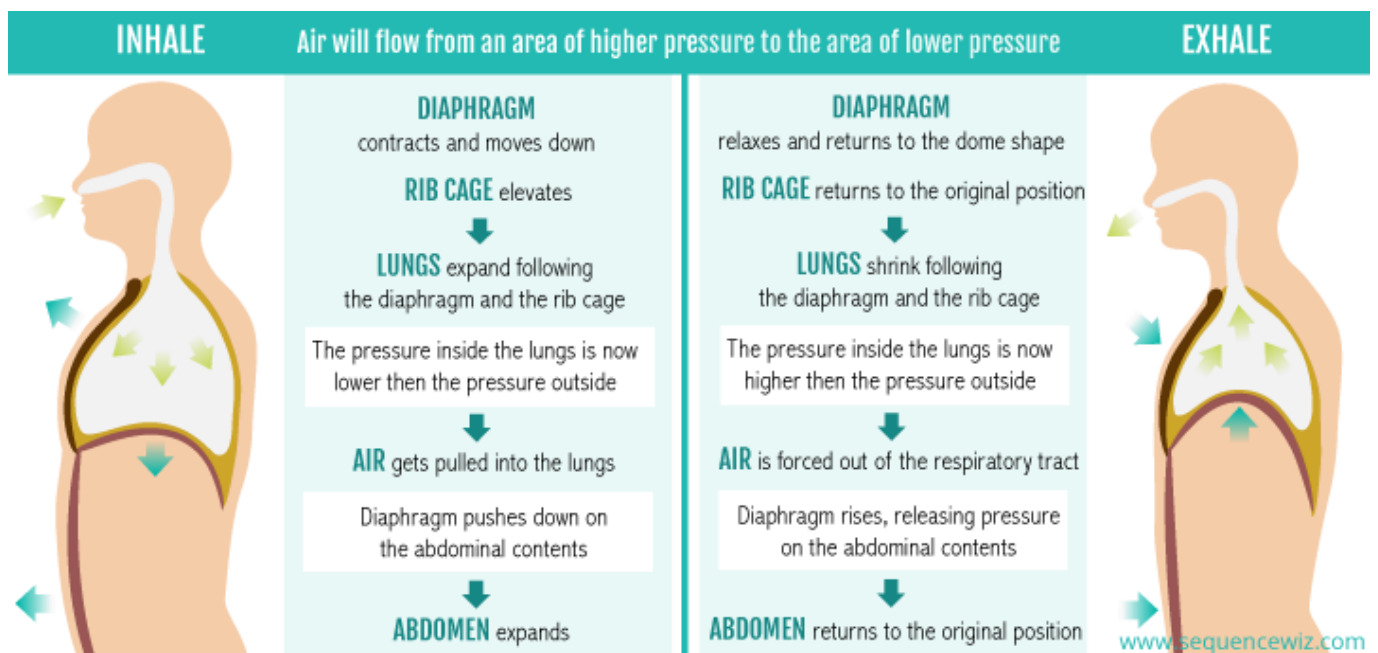 INHALE
Air will flow from an area of higher pressure to the area of lower pressure
EXHALE
DIAPHRAGM
contracts and moves down
RIB CAGE elevates
LUNGS expand following
the diaphragm and the rib cage
The pressure inside the lungs is now
lower then the pressure outside
AIR gets pulled into the lungs
Diaphragm pushes down on
the abdominal contents
ABDOMEN expands
DIAPHRAGM
relaxes and returns to the dome shape
RIB CAGE returns to the original position
LUNGS shrink following
the diaphragm and the rib cage
The pressure inside the lungs is now
higher then the pressure outside
AIR is forced out of the respiratory tract
Diaphragm rises, releasing pressure
on the abdominal contents
ABDOMEN returns to the original position
www.sequencewiz.com